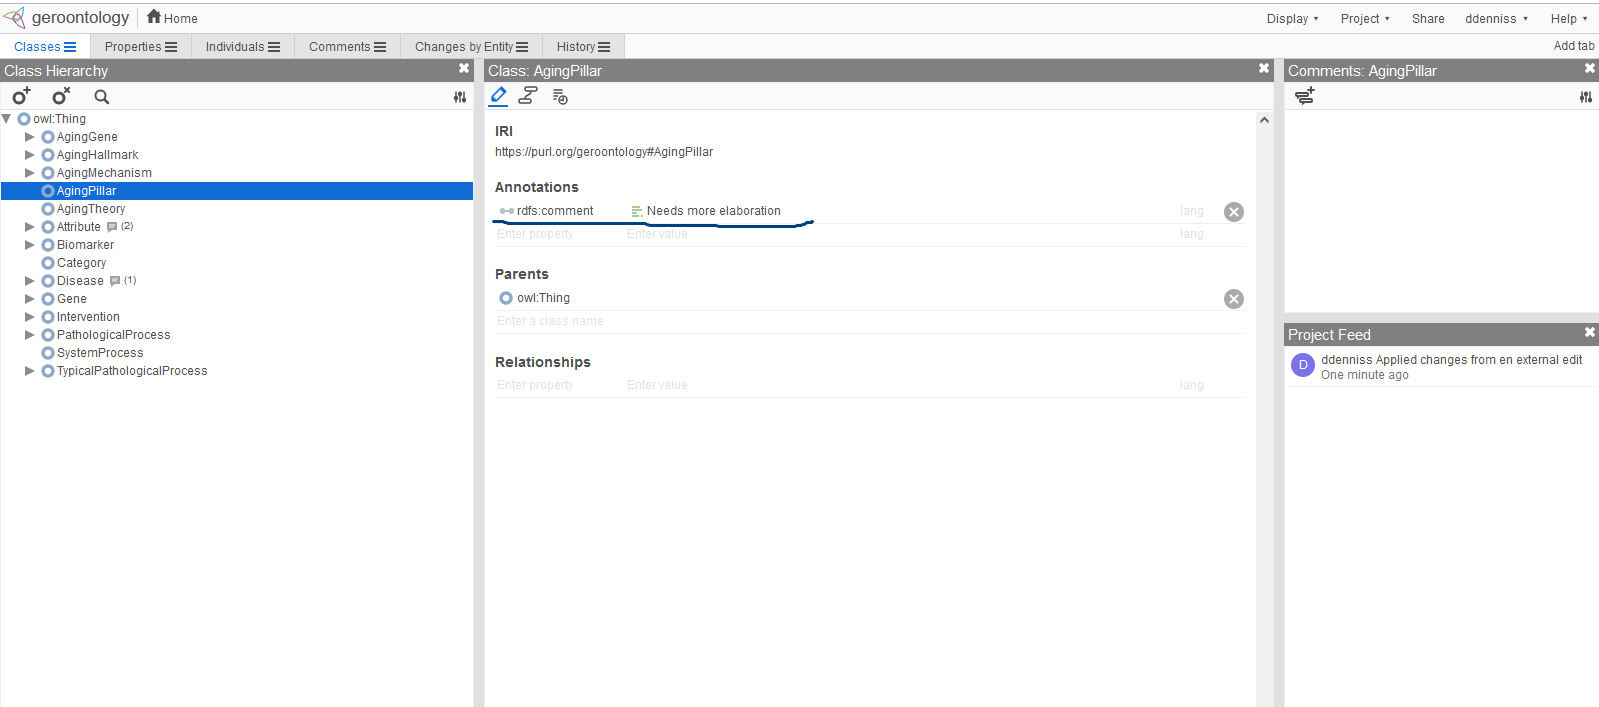 geroontology
Home
Display
Project
Share
ddenniss
Help
Classes
Properties
Individuals
Comments
Changes by Entity
History
Add tab
Class Hierarchy
owl:Thing
AgingGene
AgingHallmark
AgingMechanism
AgingPillar
AgingTheory
Attribute (2)
Biomarker
Category
Disease (1)
Gene
Intervention
PathologicalProcess
SystemProcess
TypicalPathologicalProcess
Class: AgingPillar
IRI
https://purl.org/geroontology#AgingPillar
Annotations
rdfs:comment Needs more elaboration lang
Enter property Enter value lang
Parents
owl:Thing
Enter a class name
Relationships
Enter property Enter value lang
Comments: AgingPillar
Project Feed
D
ddenniss Applied changes from en external edit
One minute ago